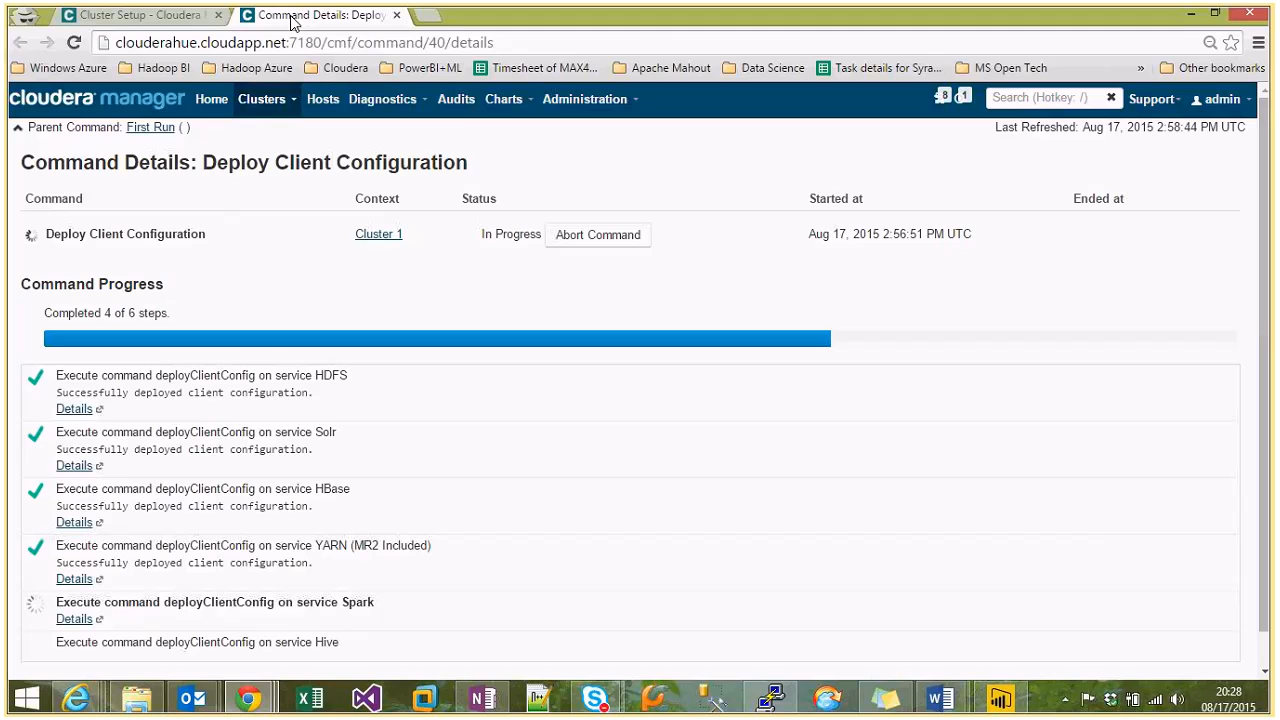 Cluster Setup - Cloudera
Command Details: Deploy
clouderahue.cloudapp.net:7180/cmf/command/40/details
Windows Azure Hadoop BI Hadoop Azure Cloudera PowerBI+ML Timesheet of MAX4... Apache Mahout Data Science Task details for Syra... MS Open Tech » Other bookmarks
cloudera manager Home Clusters Hosts Diagnostics Audits Charts Administration 8 1 Search (Hotkey: /) Support admin
Parent Command: First Run ( ) Last Refreshed: Aug 17, 2015 2:58:44 PM UTC
Command Details: Deploy Client Configuration
Command Context Status Started at Ended at
Deploy Client Configuration Cluster 1 In Progress Abort Command Aug 17, 2015 2:56:51 PM UTC
Command Progress
Completed 4 of 6 steps.
Execute command deployClientConfig on service HDFS
Successfully deployed client configuration.
Details
Execute command deployClientConfig on service Solr
Successfully deployed client configuration.
Details
Execute command deployClientConfig on service HBase
Successfully deployed client configuration.
Details
Execute command deployClientConfig on service YARN (MR2 Included)
Successfully deployed client configuration.
Details
Execute command deployClientConfig on service Spark
Details
Execute command deployClientConfig on service Hive
20:28
08/17/2015